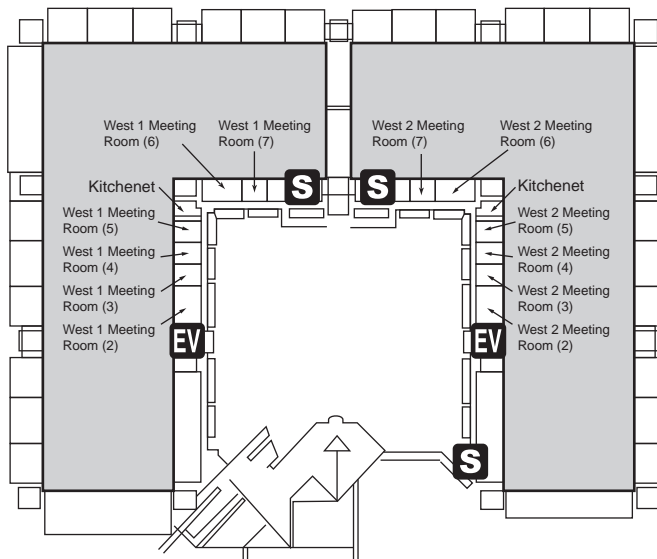 West 1 Meeting
Room (6)
West 1 Meeting
Room (7)
West 2 Meeting
Room (7)
West 2 Meeting
Room (6)
S
S
Kitchenet
Kitchenet
West 1 Meeting
Room (5)
West 2 Meeting
Room (5)
West 1 Meeting
Room (4)
West 2 Meeting
Room (4)
West 1 Meeting
Room (3)
West 2 Meeting
Room (3)
West 1 Meeting
Room (2)
West 2 Meeting
Room (2)
EV
EV
S